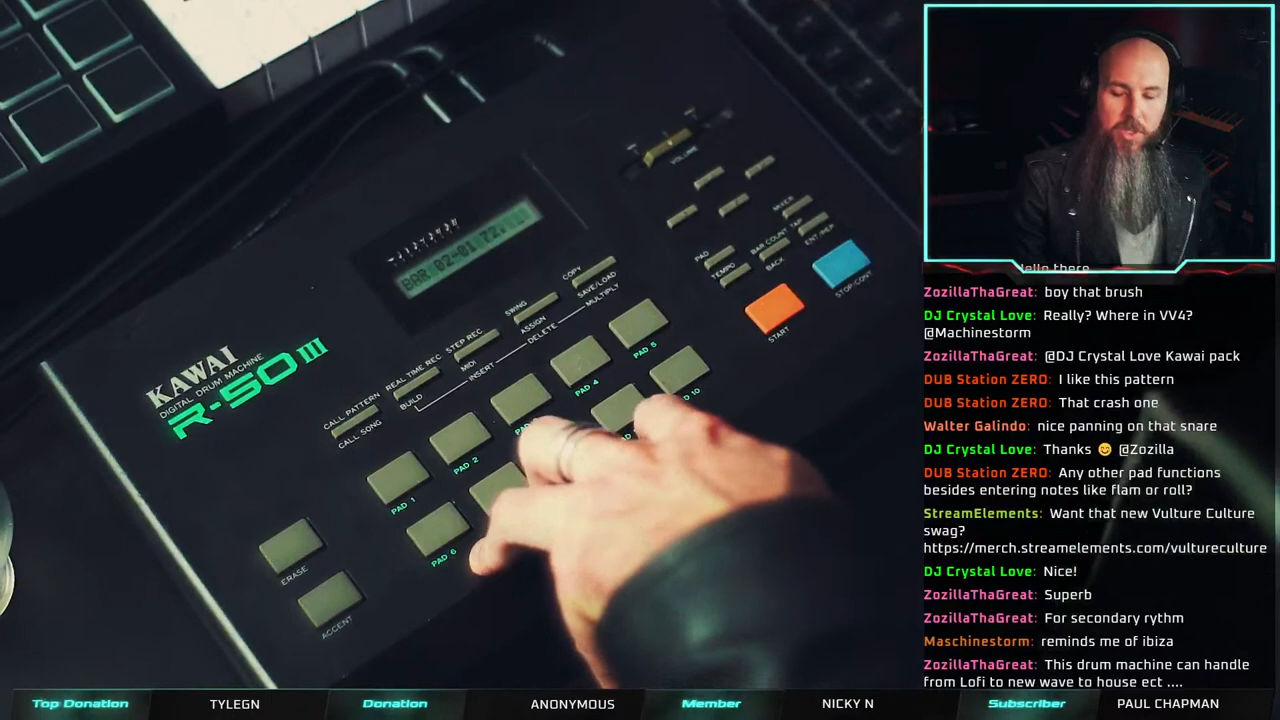 VOLUME
MIXER
PAD
BAR COUNT
TAP
TEMPO
BACK
ENT/REP
STOP/CONT
START
BAR 02-01 72.
COPY
SAVE/LOAD
MULTIPLY
SWING
ASSIGN
DELETE
STEP REC
MIDI
INSERT
REAL TIME REC
BUILD
CALL PATTERN
CALL SONG
KAWAI
DIGITAL DRUM MACHINE
R-50 III
PAD 5
PAD 4
PAD 2
PAD 1
PAD 6
ERASE
ACCENT
Hello there
ZozillaThaGreat: boy that brush
DJ Crystal Love: Really? Where in VV4?
@Machinestorm
ZozillaThaGreat: @DJ Crystal Love Kawai pack
DUB Station ZERO: I like this pattern
DUB Station ZERO: That crash one
Walter Galindo: nice panning on that snare
DJ Crystal Love: Thanks 😊 @Zozilla
DUB Station ZERO: Any other pad functions
besides entering notes like flam or roll?
StreamElements: Want that new Vulture Culture
swag?
https://merch.streamelements.com/vultureculture
DJ Crystal Love: Nice!
ZozillaThaGreat: Superb
ZozillaThaGreat: For secondary rythm
Maschinestorm: reminds me of ibiza
ZozillaThaGreat: This drum machine can handle
from Lofi to new wave to house ect ....
Top Donation TYLEGN Donation ANONYMOUS Member NICKY N Subscriber PAUL CHAPMAN